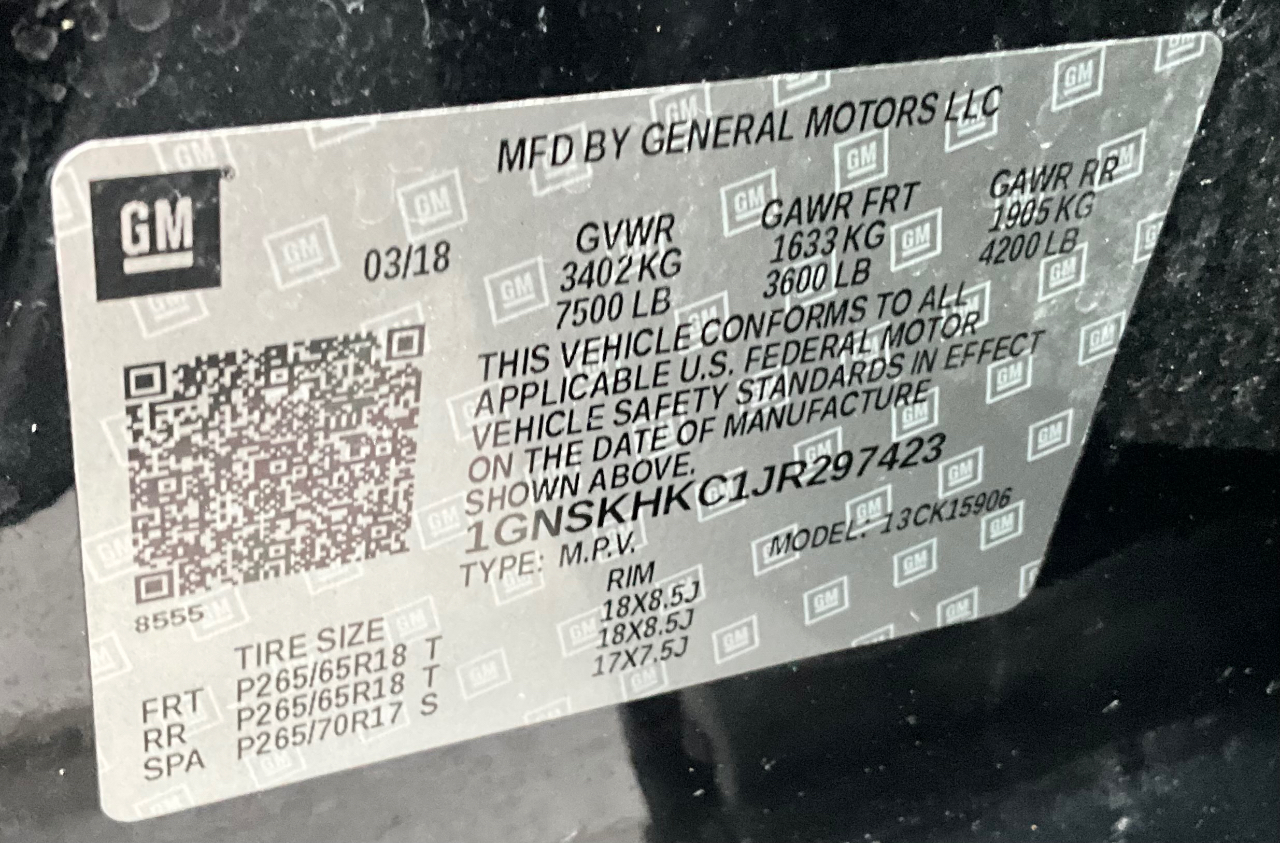 GM
MFD BY GENERAL MOTORS LLC
03/18
GVWR GAWR FRT GAWR RR
3402 KG 1633 KG 1905 KG
7500 LB 3600 LB 4200 LB
THIS VEHICLE CONFORMS TO ALL
APPLICABLE U.S. FEDERAL MOTOR
VEHICLE SAFETY STANDARDS IN EFFECT
ON THE DATE OF MANUFACTURE
SHOWN ABOVE.
1GNSKHKC1JR297423
TYPE: M.P.V. MODEL: 13CK15906
8555
TIRE SIZE RIM
FRT P265/65R18 T 18X8.5J
RR P265/65R18 T 18X8.5J
SPA P265/70R17 S 17X7.5J